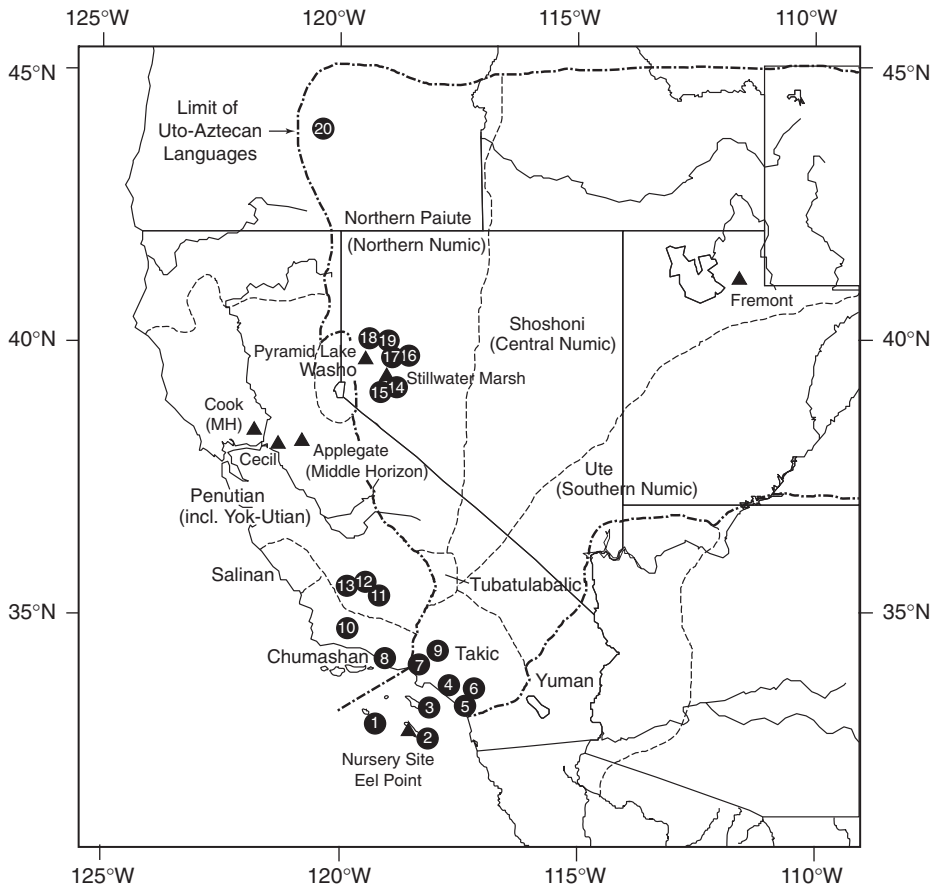 125°W 120°W 115°W 110°W
45°N
Limit of
Uto-Aztecan
Languages
20
Northern Paiute
(Northern Numic)
Fremont
Shoshoni
(Central Numic)
40°N 40°N
18 19
17 16
Pyramid Lake
Washo
Stillwater Marsh
15 14
Cook
(MH)
Cecil
Applegate
(Middle Horizon)
Ute
(Southern Numic)
Penutian
(incl. Yok-Utian)
Salinan
Tubatulabalic
13 12
11
35°N 35°N
10
Chumashan
8 7 9
Takic
4 6
5
Yuman
3
1
2
Nursery Site
Eel Point
125°W 120°W 115°W 110°W